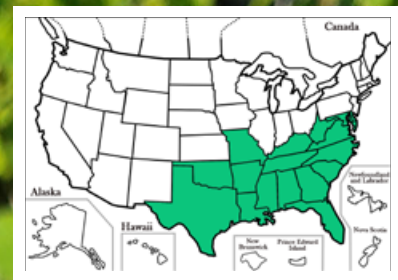 Canada
Alaska
Hawaii
New
Brunswick
Prince Edward
Island
Newfoundland
and Labrador
Nova Scotia